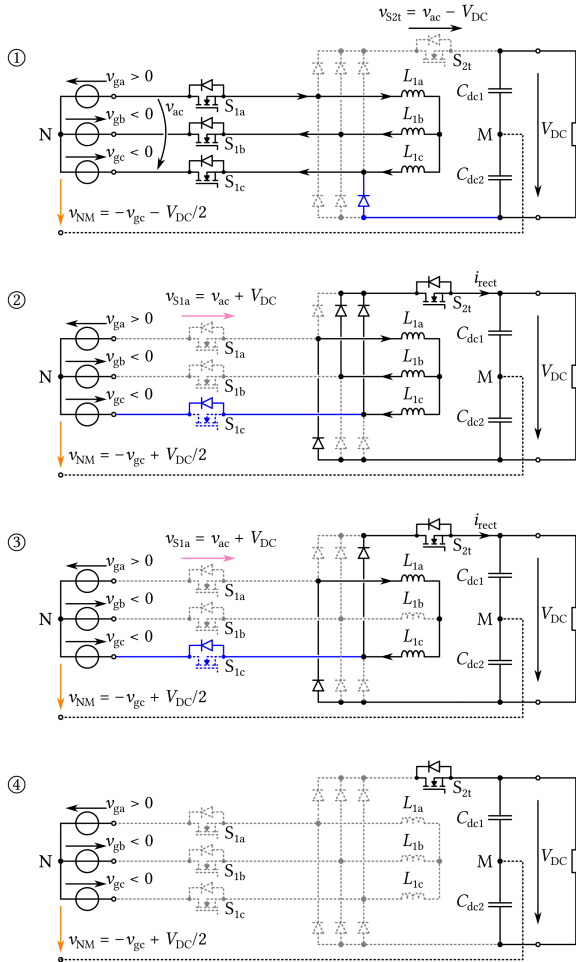 v_S2t = v_ac − V_DC
①
v_ga > 0
S_1a
v_ac
v_gb < 0
S_1b
v_gc < 0
S_1c
N
v_NM = −v_gc − V_DC/2
L_1a
L_1b
L_1c
S_2t
C_dc1
M
C_dc2
V_DC
②
v_S1a = v_ac + V_DC
v_ga > 0
S_1a
v_gb < 0
S_1b
v_gc < 0
S_1c
N
v_NM = −v_gc + V_DC/2
L_1a
L_1b
L_1c
S_2t
i_rect
C_dc1
M
C_dc2
V_DC
③
v_S1a = v_ac + V_DC
v_ga > 0
S_1a
v_gb < 0
S_1b
v_gc < 0
S_1c
N
v_NM = −v_gc + V_DC/2
L_1a
L_1b
L_1c
S_2t
i_rect
C_dc1
M
C_dc2
V_DC
④
v_ga > 0
S_1a
v_gb < 0
S_1b
v_gc < 0
S_1c
N
v_NM = −v_gc + V_DC/2
L_1a
L_1b
L_1c
S_2t
C_dc1
M
C_dc2
V_DC